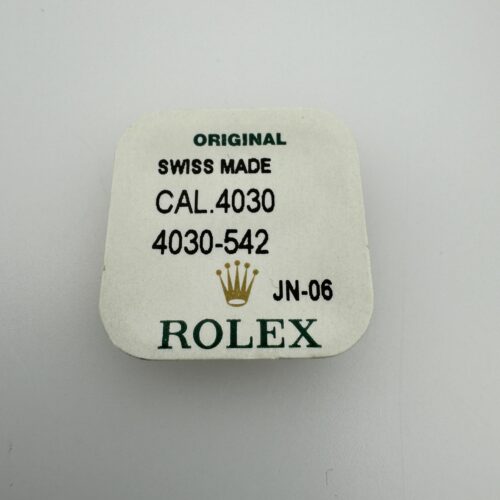 ORIGINAL
SWISS MADE
CAL.4030
4030-542
JN-06
ROLEX